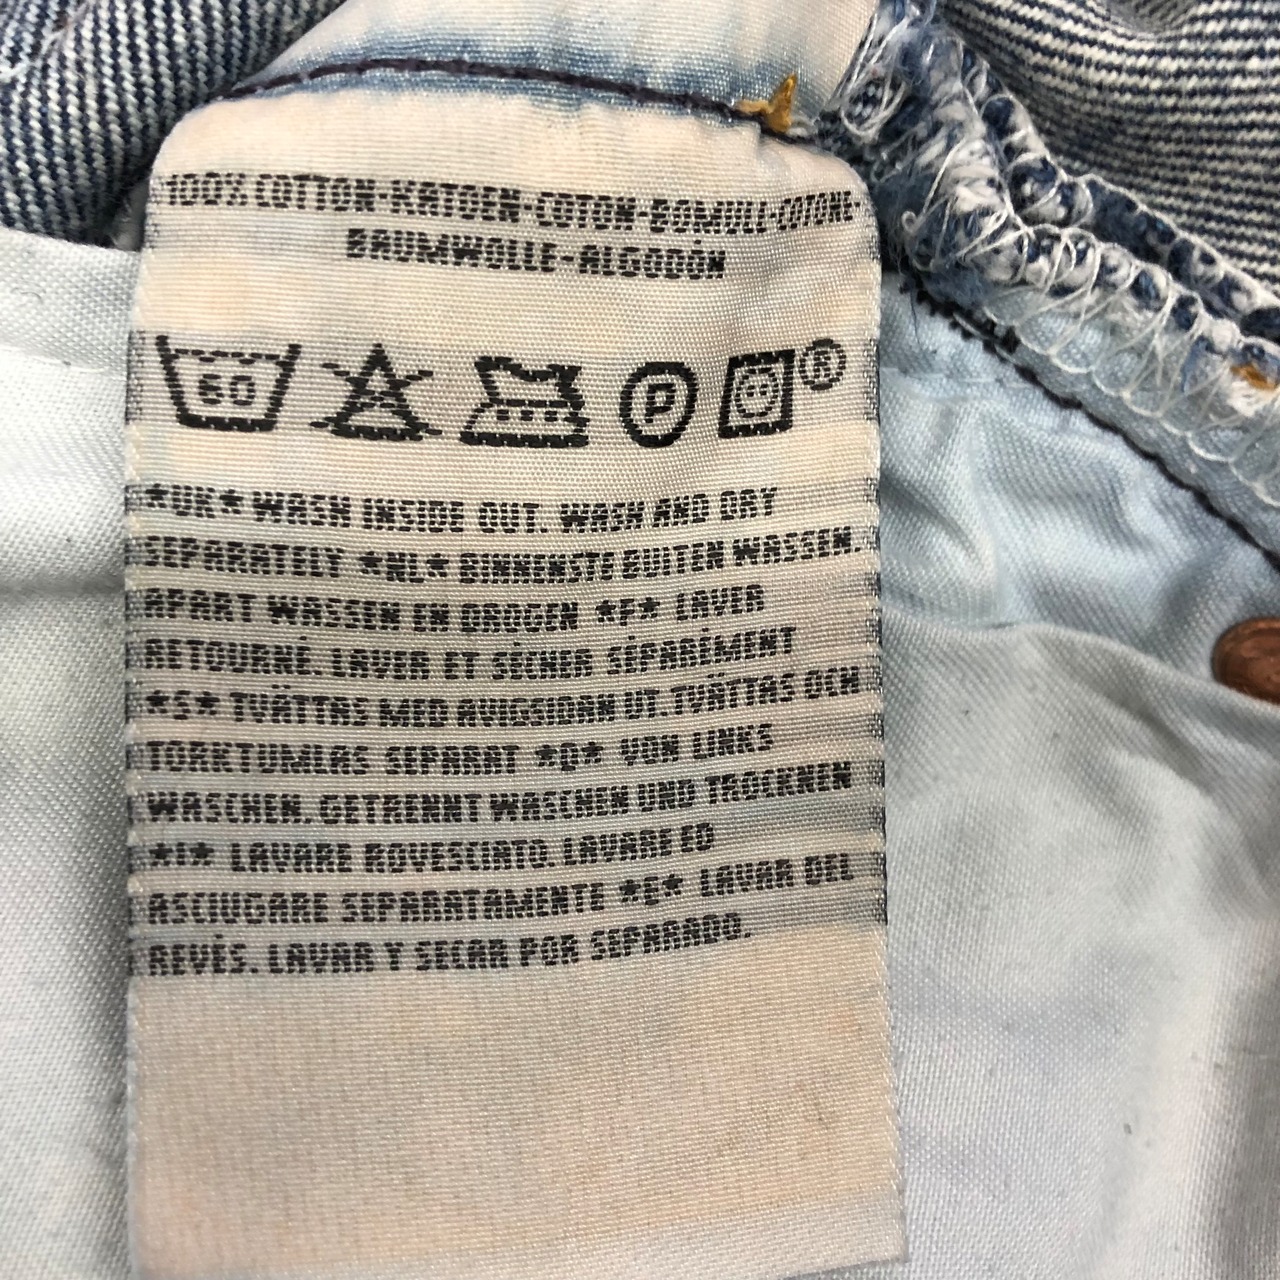 100% COTTON-KATOEN-COTON-BOMULL-COTONE
BAUMWOLLE-ALGODÓN
60 P ®
*UK* WASH INSIDE OUT. WASH AND DRY
SEPARATELY *NL* BINNENSTE BUITEN WASSEN.
APART WASSEN EN DROGEN *F* LAVER
RETOURNÉ. LAVER ET SÉCHER SÉPARÉMENT
*S* TVÄTTAS MED AVIGSIDAN UT. TVÄTTAS OCH
TORKTUMLAS SEPARAT *D* VON LINKS
WASCHEN. GETRENNT WASCHEN UND TROCKNEN
*I* LAVARE ROVESCIATO. LAVARE ED
ASCIUGARE SEPARATAMENTE *E* LAVAR DEL
REVÉS. LAVAR Y SECAR POR SEPARADO.